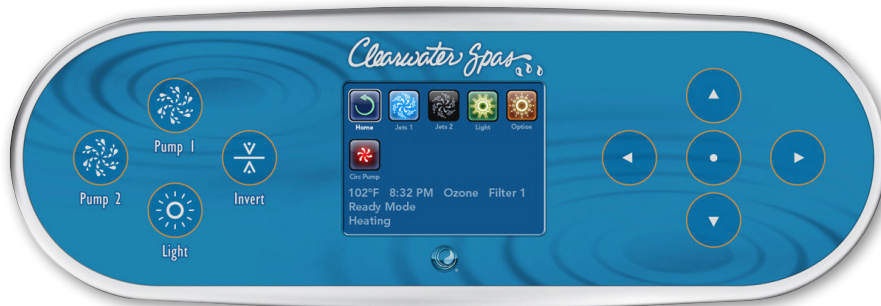 Clearwater Spas
Home Jets 1 Jets 2 Light Option
Circ Pump
102°F 8:32 PM Ozone Filter 1
Ready Mode
Heating
Pump 1
Pump 2
Invert
Light